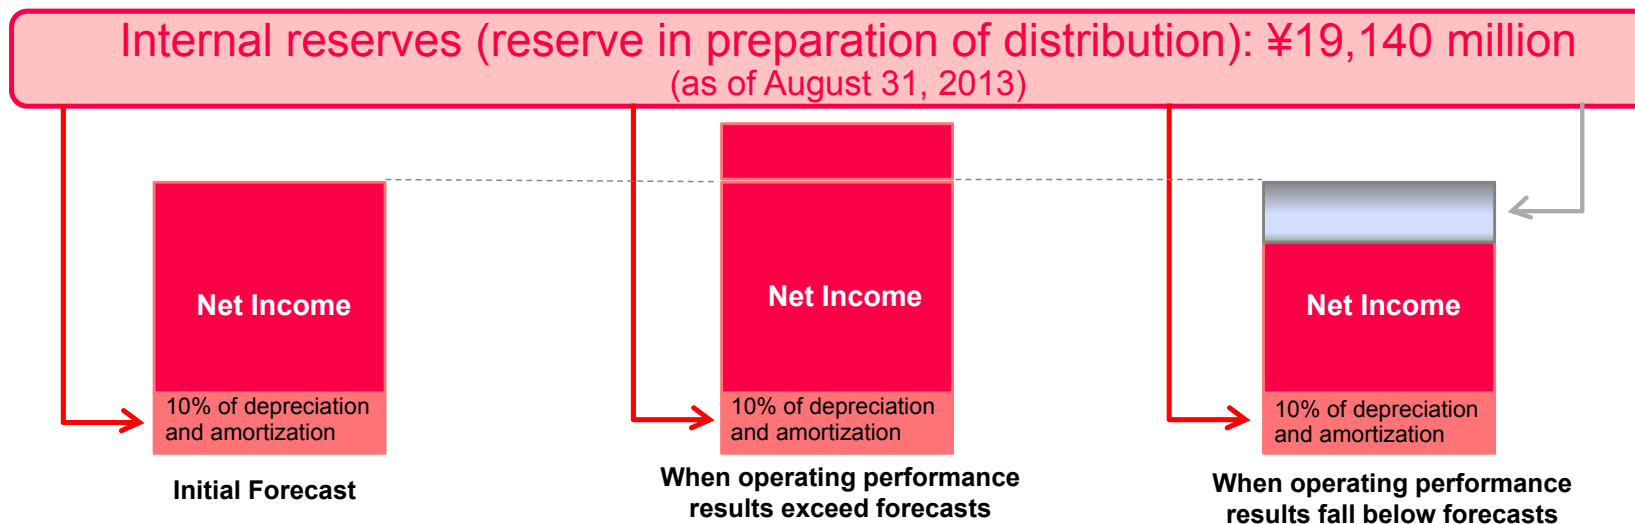 Internal reserves (reserve in preparation of distribution): ¥19,140 million
(as of August 31, 2013)
Net Income
10% of depreciation
and amortization
Initial Forecast
Net Income
10% of depreciation
and amortization
When operating performance
results exceed forecasts
Net Income
10% of depreciation
and amortization
When operating performance
results fall below forecasts